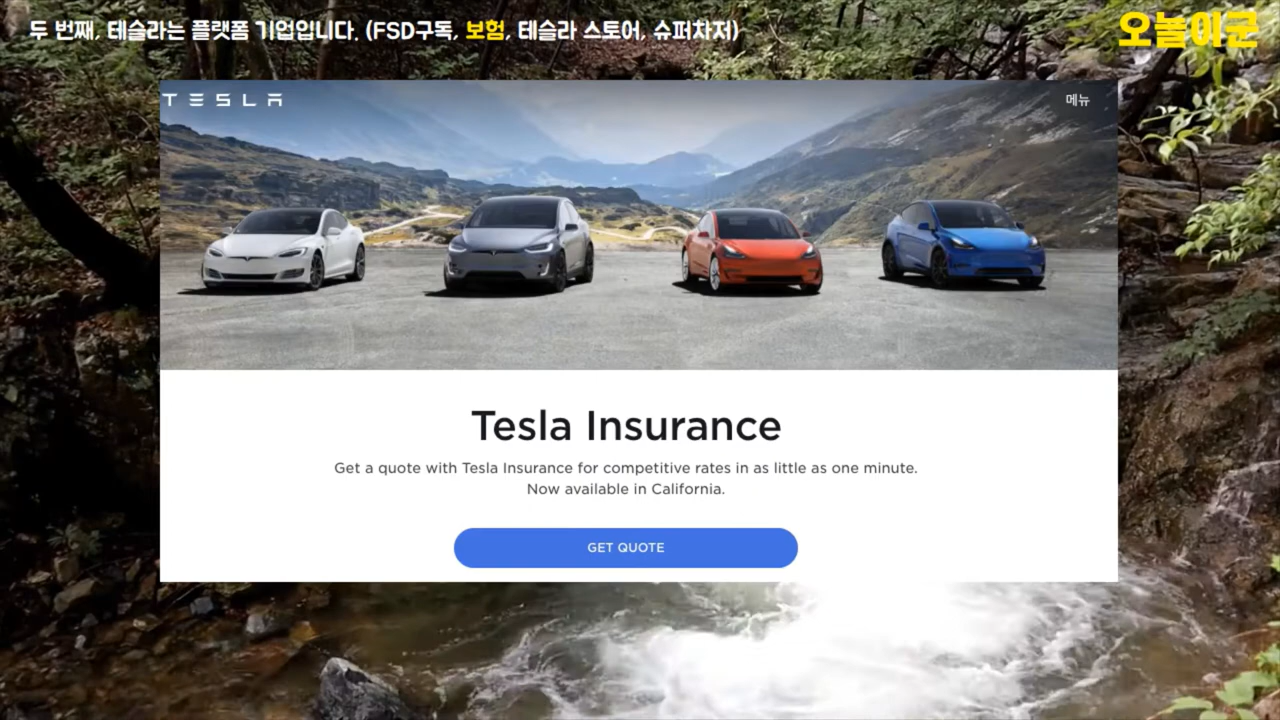 두 번째, 테슬라는 플랫폼 기업입니다. (FSD구독, 보험, 테슬라 스토어, 슈퍼차저)
오늘이군
TESLA
메뉴
Tesla Insurance
Get a quote with Tesla Insurance for competitive rates in as little as one minute.
Now available in California.
GET QUOTE